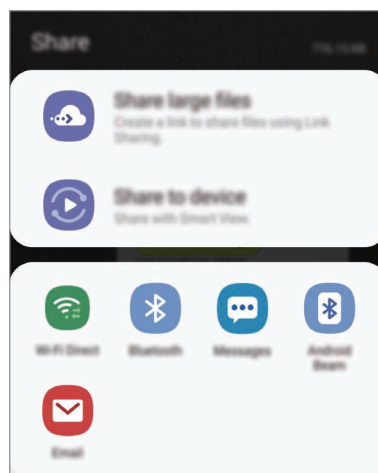 Share
Share large files
Create a link to share files using Link
Sharing.
Share to device
Share with Smart View.
Wi-Fi Direct
Bluetooth
Messages
Android
Beam
Email